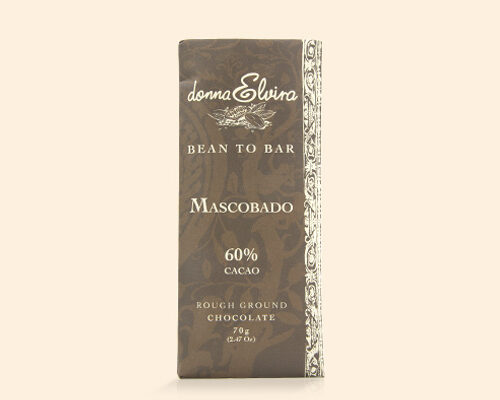 donna Elvira
BEAN TO BAR
MASCOBADO
60%
CACAO
ROUGH GROUND
CHOCOLATE
70g
(2.47 Oz)